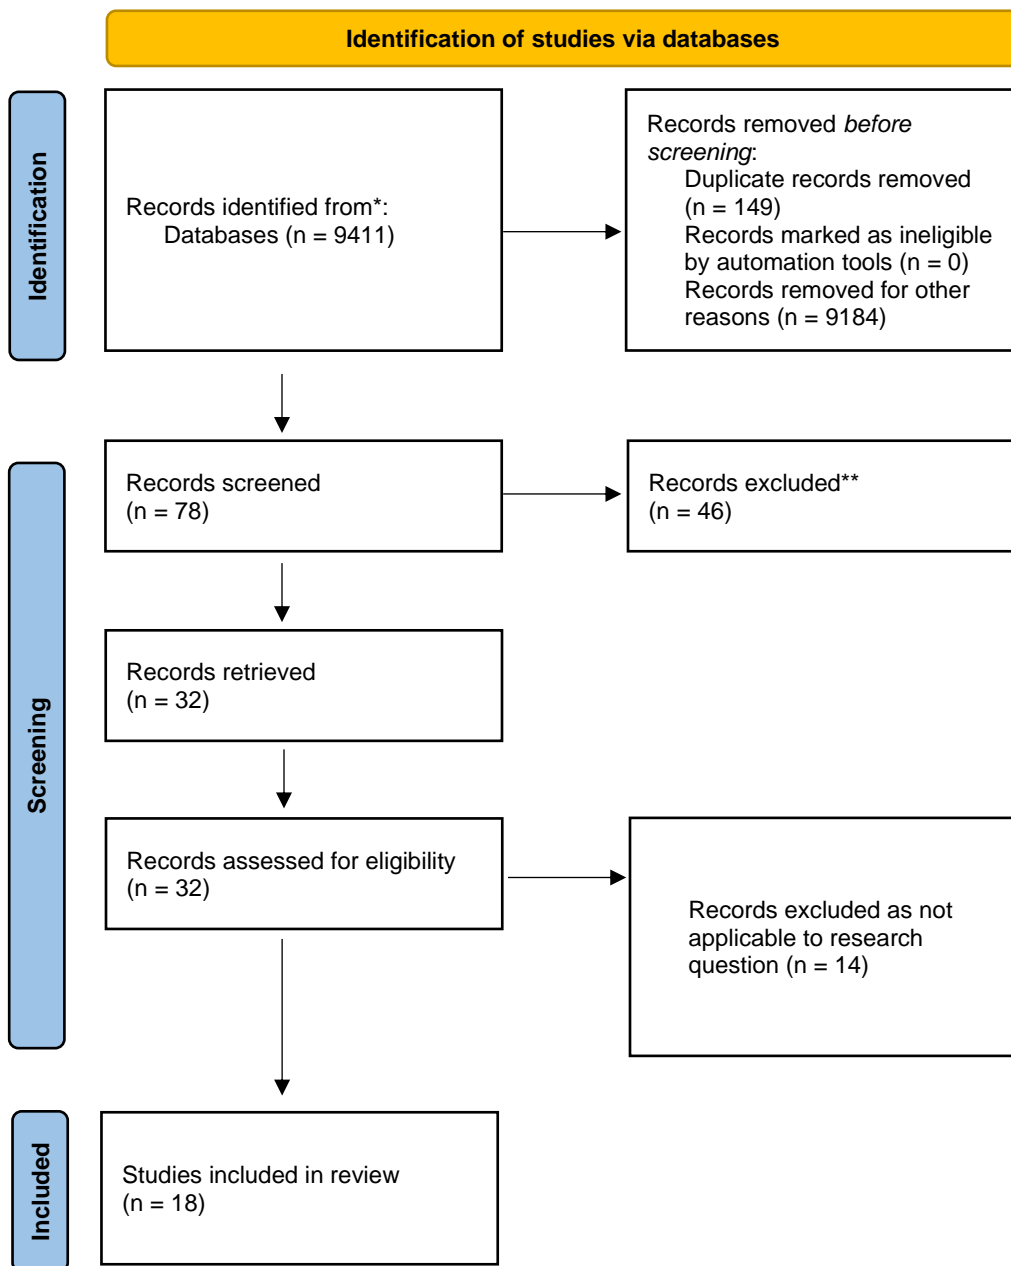 Identification of studies via databases
Identification
Records identified from*:
Databases (n = 9411)
Records removed before
screening:
Duplicate records removed
(n = 149)
Records marked as ineligible
by automation tools (n = 0)
Records removed for other
reasons (n = 9184)
Screening
Records screened
(n = 78)
Records excluded**
(n = 46)
Records retrieved
(n = 32)
Records assessed for eligibility
(n = 32)
Records excluded as not
applicable to research
question (n = 14)
Included
Studies included in review
(n = 18)